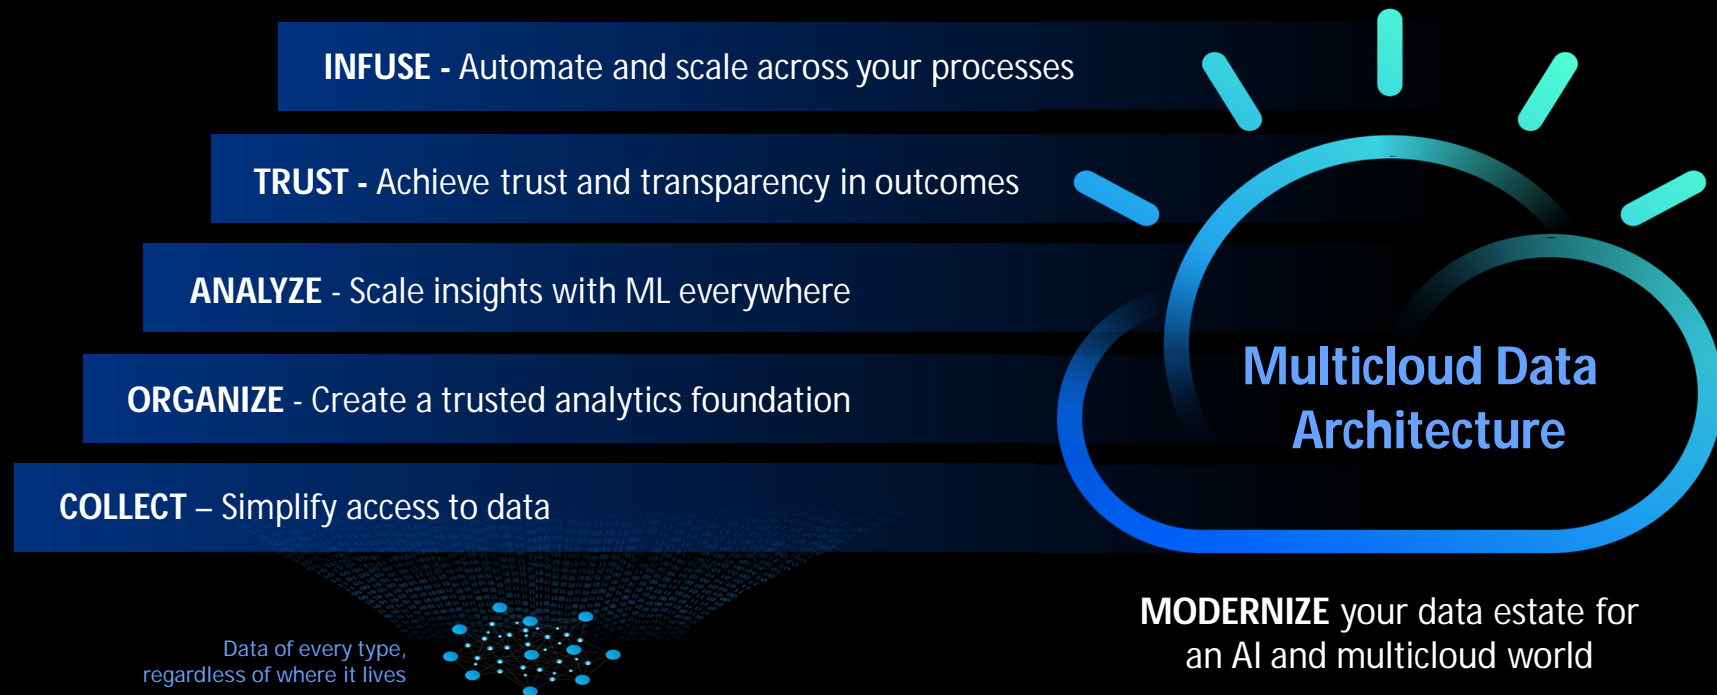 INFUSE - Automate and scale across your processes
TRUST - Achieve trust and transparency in outcomes
ANALYZE - Scale insights with ML everywhere
ORGANIZE - Create a trusted analytics foundation
COLLECT – Simplify access to data
Data of every type,
regardless of where it lives
Multicloud Data
Architecture
MODERNIZE your data estate for
an AI and multicloud world